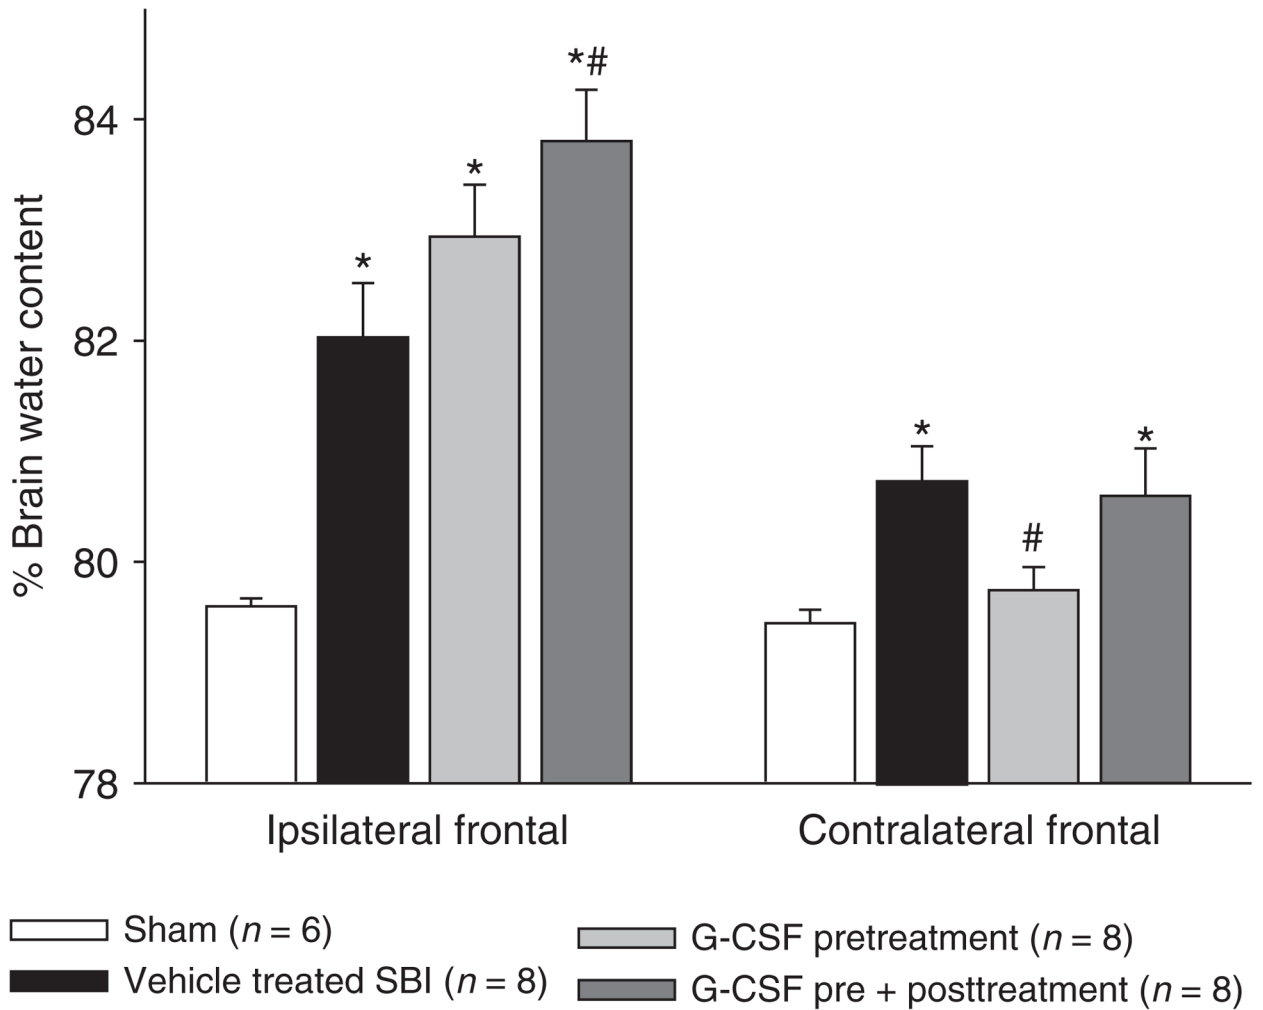 % Brain water content
84
82
80
78
*
*
*#
*
#
*
Ipsilateral frontal
Contralateral frontal
Sham (n = 6)
Vehicle treated SBI (n = 8)
G-CSF pretreatment (n = 8)
G-CSF pre + posttreatment (n = 8)